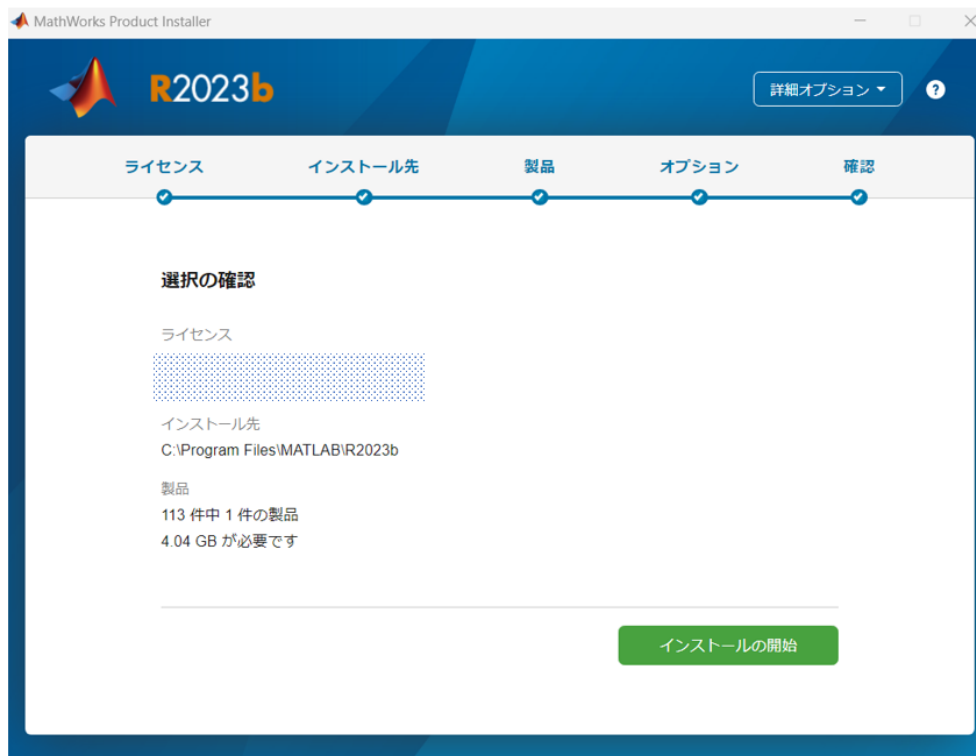 MathWorks Product Installer
R2023b
詳細オプション
?
ライセンス
インストール先
製品
オプション
確認
選択の確認
ライセンス
インストール先
C:\Program Files\MATLAB\R2023b
製品
113 件中 1 件の製品
4.04 GB が必要です
インストールの開始